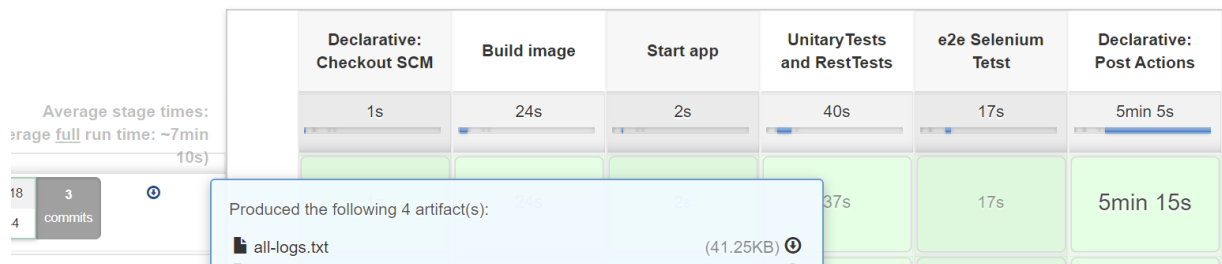 Declarative:
Checkout SCM
Build image
Start app
UnitaryTests
and RestTests
e2e Selenium
Tetst
Declarative:
Post Actions
Average stage times:
erage full run time: ~7min
10s)
1s
24s
2s
40s
17s
5min 5s
18
4
3
commits
24s
2s
37s
17s
5min 15s
Produced the following 4 artifact(s):
all-logs.txt
(41.25KB)